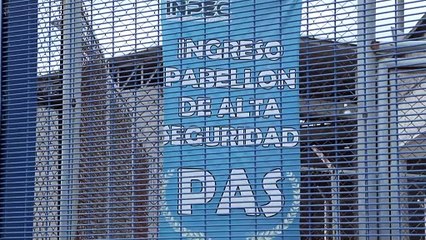 INPEC
INGRESO
PABELLON
DE ALTA
SEGURIDAD
PAS